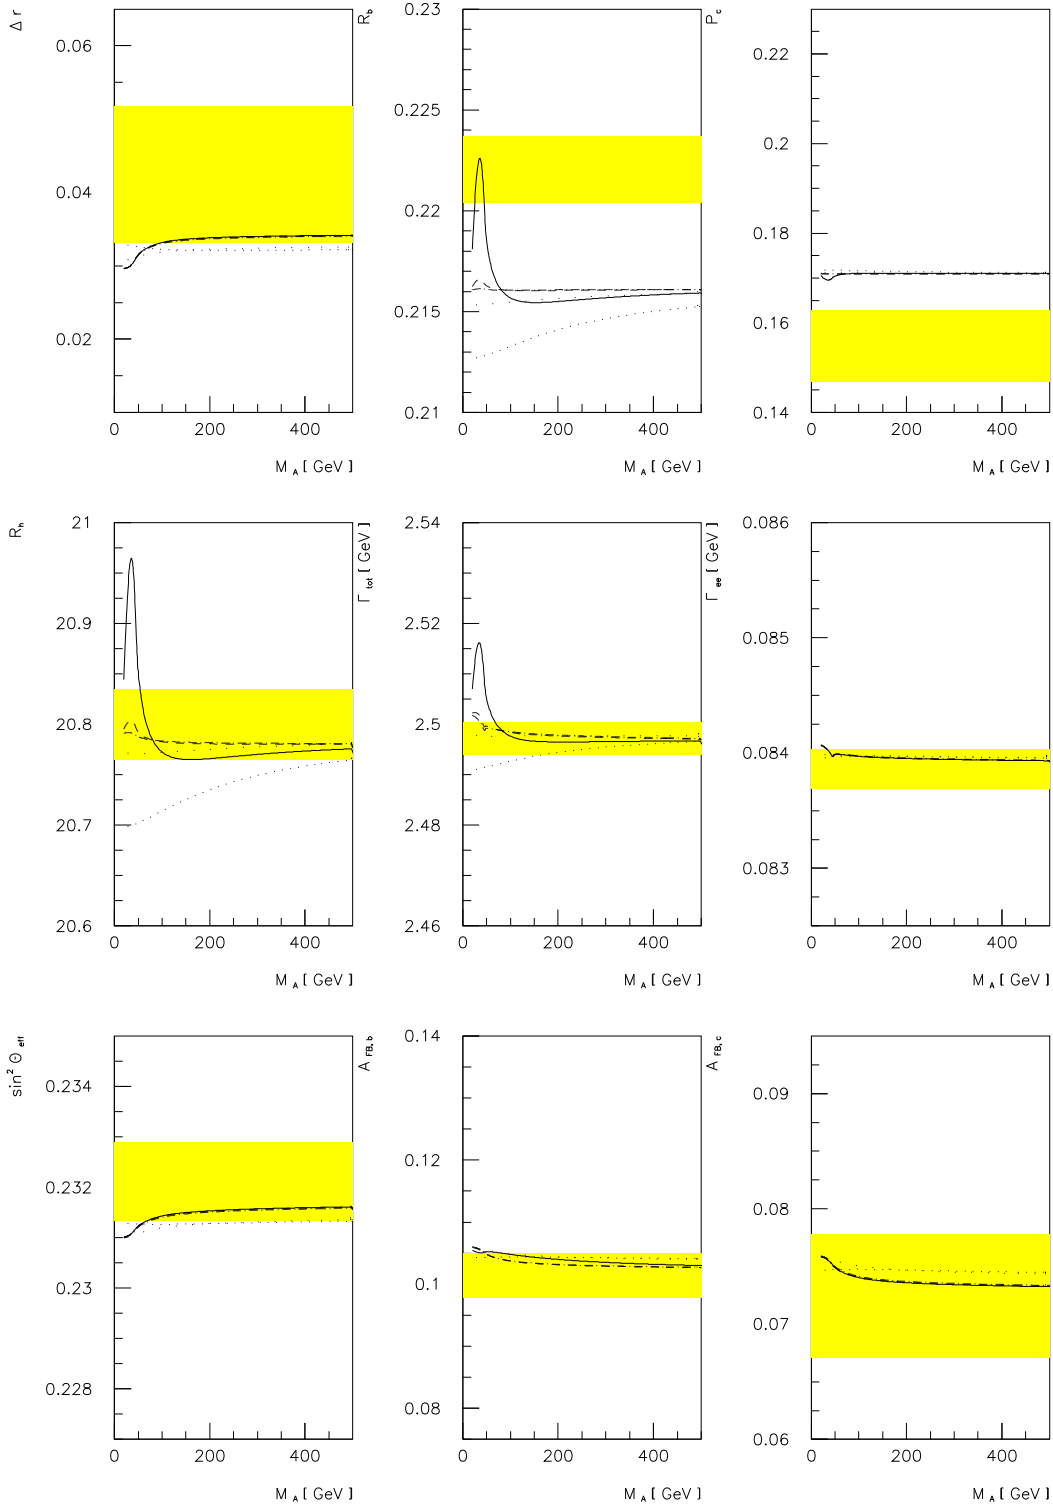 Δ r
R b
P c
0.06
0.04
0.02
0.23
0.225
0.22
0.215
0.21
0.22
0.2
0.18
0.16
0.14
0 200 400
0 200 400
0 200 400
M A [ GeV ]
M A [ GeV ]
M A [ GeV ]
R h
Γ tot [ GeV ]
Γ ee [ GeV ]
21
20.9
20.8
20.7
20.6
2.54
2.52
2.5
2.48
2.46
0.086
0.085
0.084
0.083
0 200 400
0 200 400
0 200 400
M A [ GeV ]
M A [ GeV ]
M A [ GeV ]
sin² Θ eff
A FB, b
A FB, c
0.234
0.232
0.23
0.228
0.14
0.12
0.1
0.08
0.09
0.08
0.07
0.06
0 200 400
0 200 400
0 200 400
M A [ GeV ]
M A [ GeV ]
M A [ GeV ]